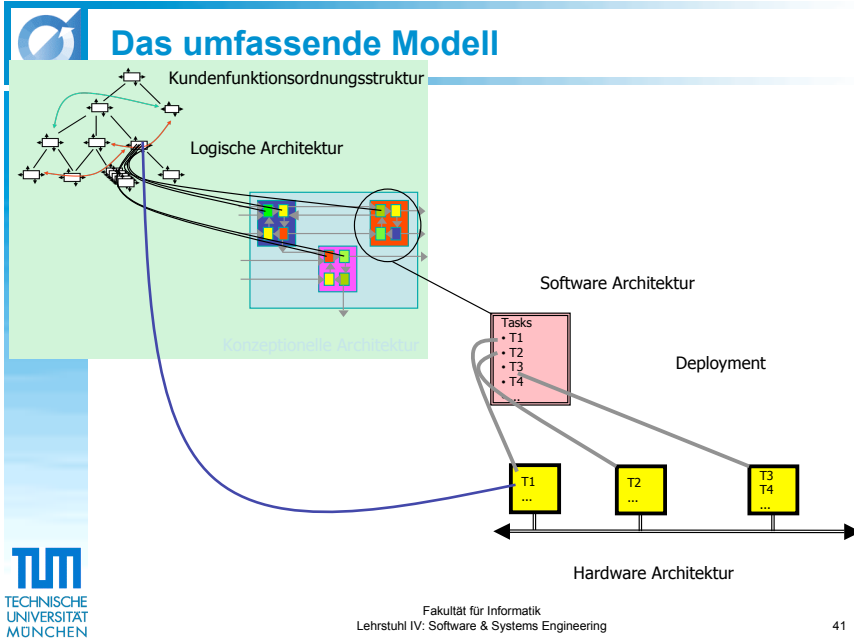 Das umfassende Modell
Kundenfunktionsordnungsstruktur
Logische Architektur
Konzeptionelle Architektur
Software Architektur
Tasks
• T1
• T2
• T3
• T4
...
Deployment
T1
...
T2
...
T3
T4
...
Hardware Architektur
TUM
TECHNISCHE
UNIVERSITÄT
MÜNCHEN
Fakultät für Informatik
Lehrstuhl IV: Software & Systems Engineering
41